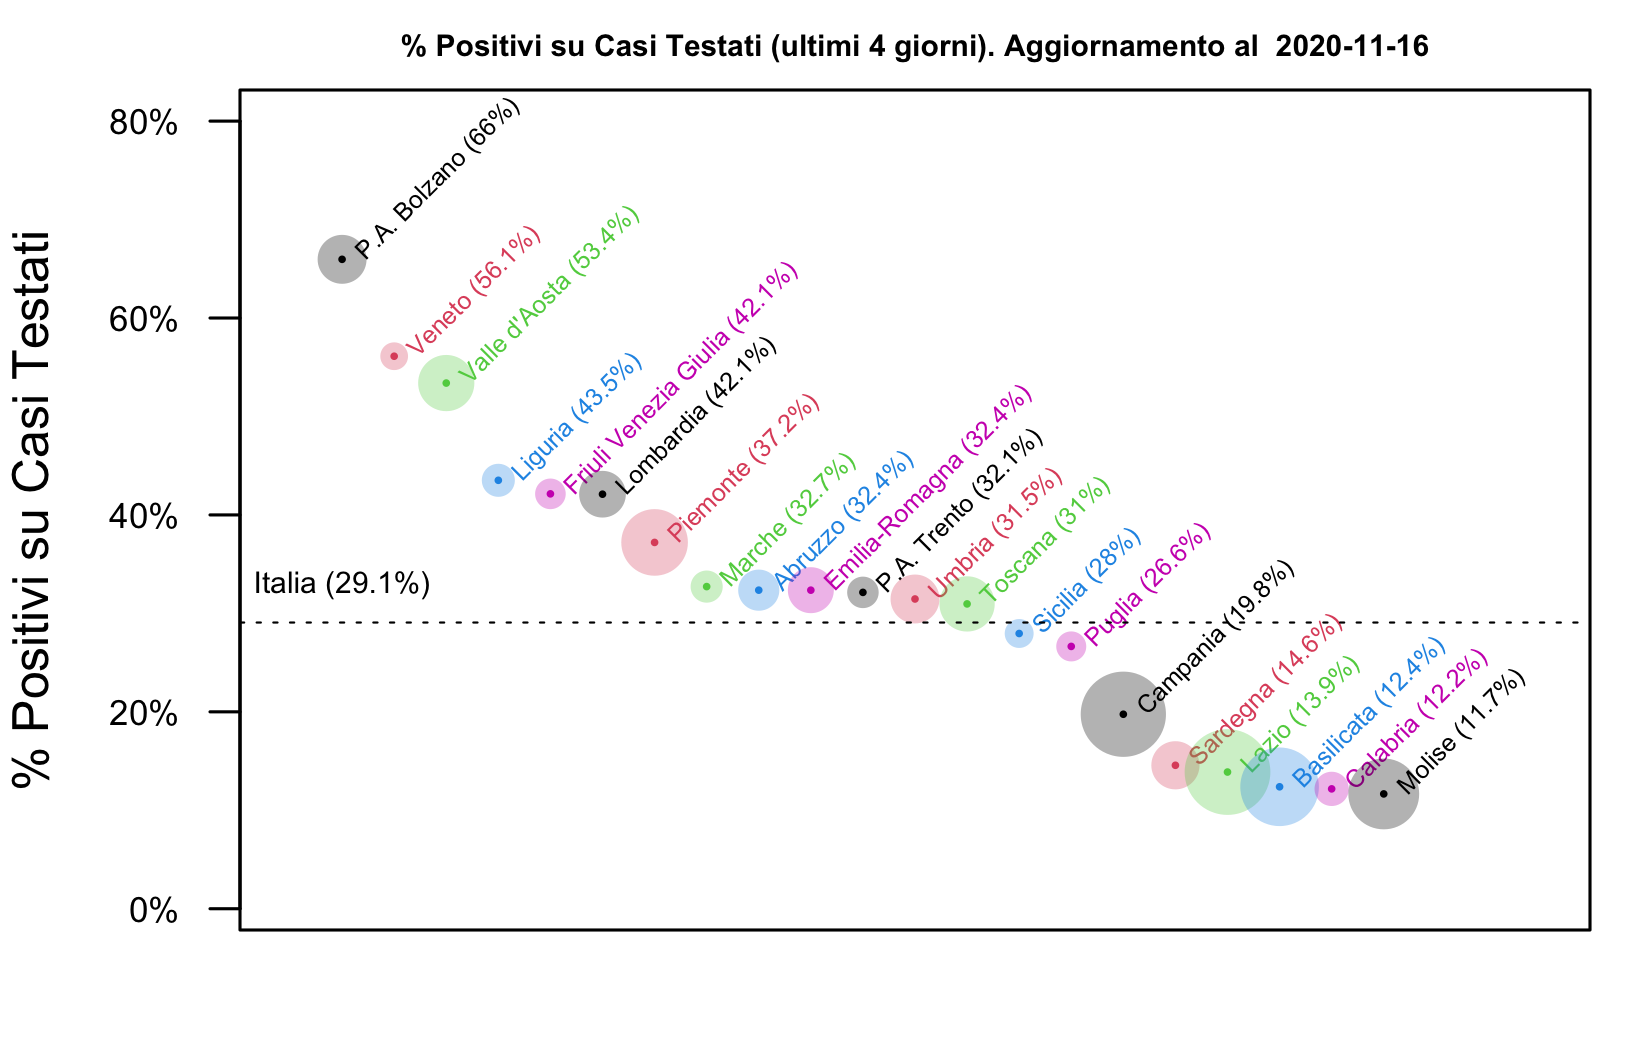 % Positivi su Casi Testati (ultimi 4 giorni). Aggiornamento al  2020-11-16
% Positivi su Casi Testati
80%
60%
40%
20%
0%
P.A. Bolzano (66%)
Veneto (56.1%)
Valle d'Aosta (53.4%)
Liguria (43.5%)
Friuli Venezia Giulia (42.1%)
Lombardia (42.1%)
Piemonte (37.2%)
Marche (32.7%)
Abruzzo (32.4%)
Emilia-Romagna (32.4%)
P.A. Trento (32.1%)
Umbria (31.5%)
Toscana (31%)
Italia (29.1%)
Sicilia (28%)
Puglia (26.6%)
Campania (19.8%)
Sardegna (14.6%)
Lazio (13.9%)
Basilicata (12.4%)
Calabria (12.2%)
Molise (11.7%)